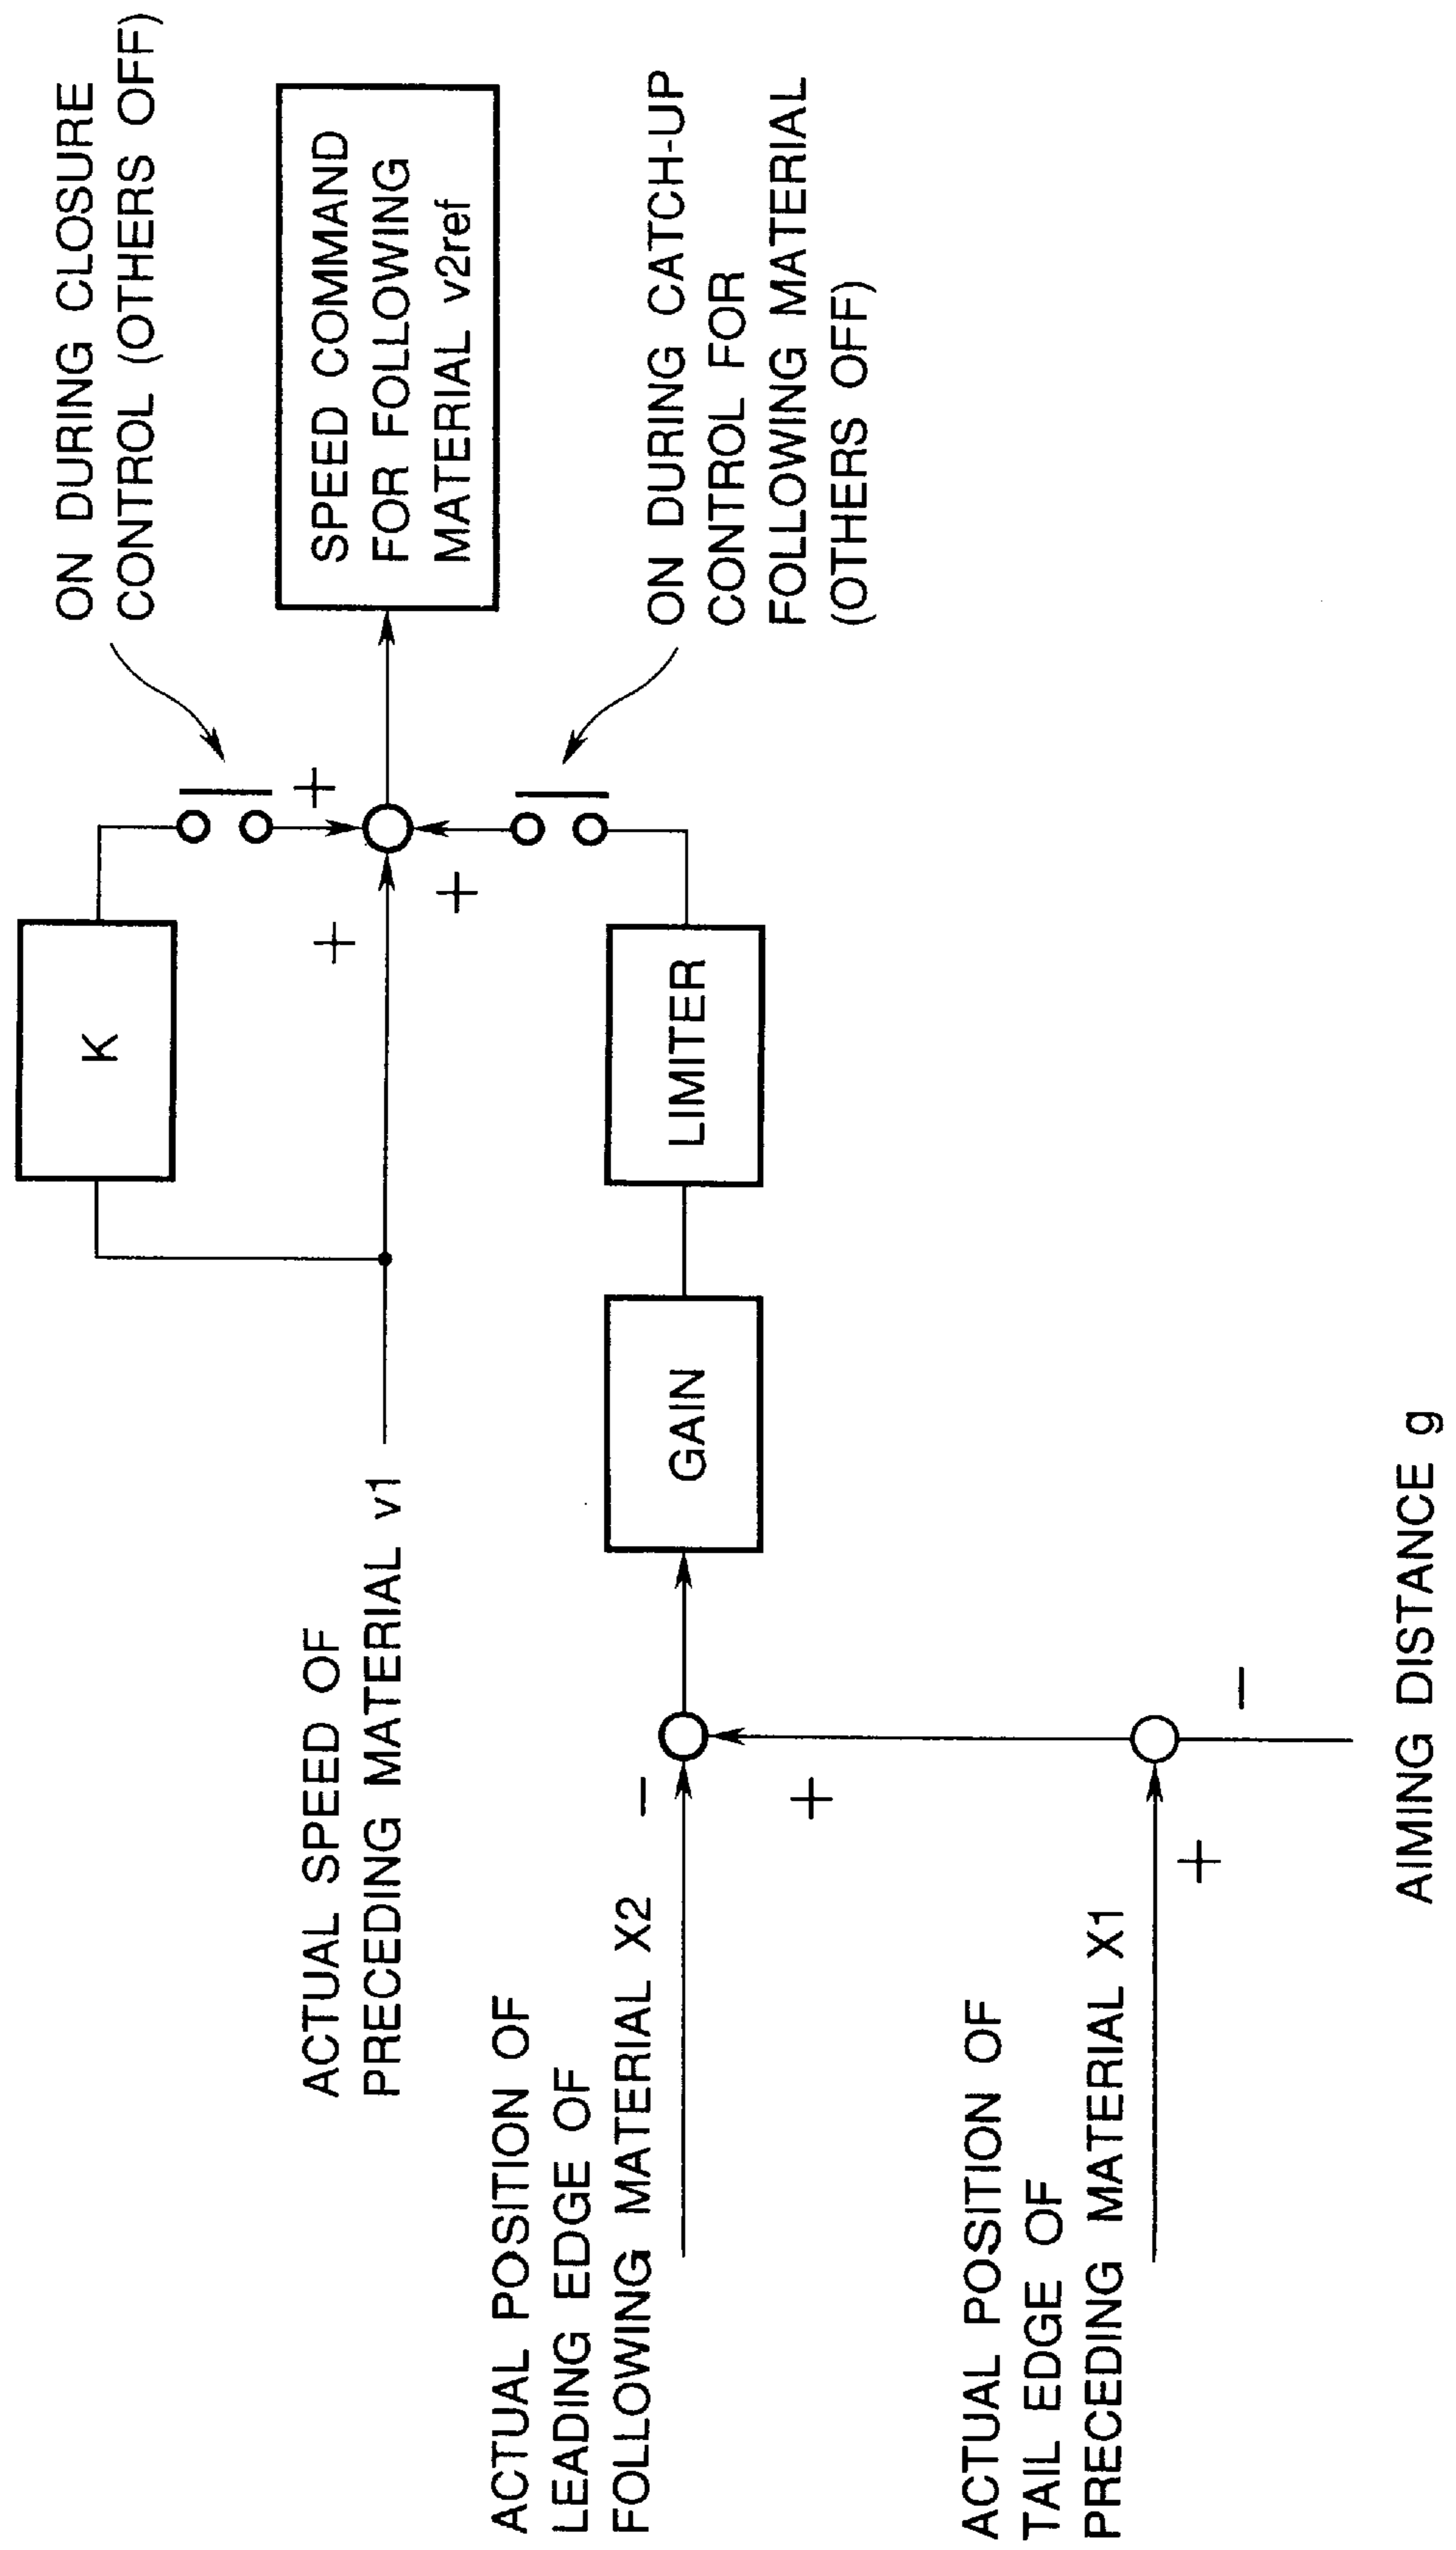 ON DURING CLOSURE
CONTROL (OTHERS OFF)
K
+
SPEED COMMAND
FOR FOLLOWING
MATERIAL v2ref
ACTUAL SPEED OF
PRECEDING MATERIAL v1
+
+
ON DURING CATCH-UP
CONTROL FOR
FOLLOWING MATERIAL
(OTHERS OFF)
ACTUAL POSITION OF
LEADING EDGE OF
FOLLOWING MATERIAL X2
-
GAIN
LIMITER
+
ACTUAL POSITION OF
TAIL EDGE OF
PRECEDING MATERIAL X1
+
-
AIMING DISTANCE g